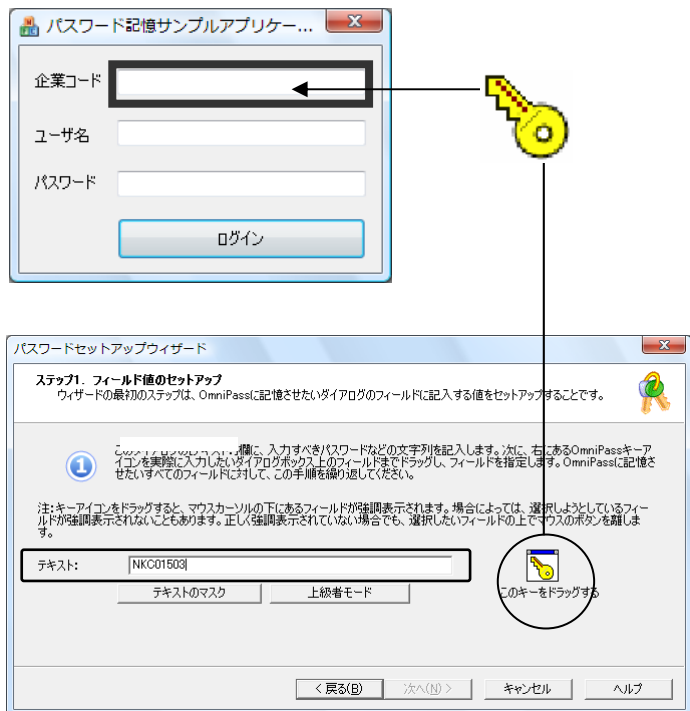 パスワード記憶サンプルアプリケー...
企業コード
ユーザ名
パスワード
ログイン
パスワードセットアップウィザード
ステップ1. フィールド値のセットアップ
ウィザードの最初のステップは、OmniPassに記憶させたいダイアログのフィールドに記入する値をセットアップすることです。
欄に、入力すべきパスワードなどの文字列を記入します。次に、右にあるOmniPassキーア
イコンを実際に入力したいダイアログボックス上のフィールドまでドラッグし、フィールドを指定します。OmniPassに記憶さ
せたいすべてのフィールドに対して、この手順を繰り返してください。
注:キーアイコンをドラッグすると、マウスカーソルの下にあるフィールドが強調表示されます。場合によっては、選択しようとしているフィー
ルドが強調表示されないこともあります。正しく強調表示されていない場合でも、選択したいフィールドの上でマウスのボタンを離しま
す。
テキスト: NKC01503
このキーをドラッグする
テキストのマスク 上級者モード
< 戻る(B) 次へ(N) > キャンセル ヘルプ